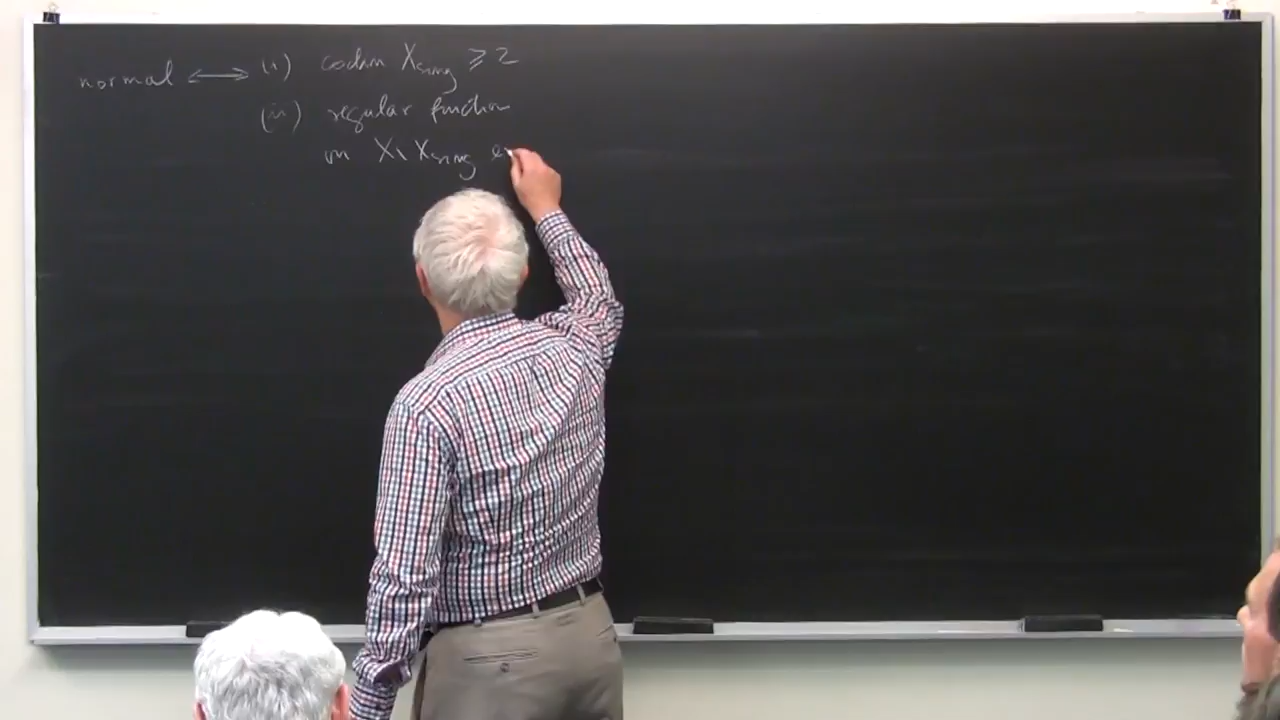 normal ⟷ (i) codim X_sing ≥ 2
(ii) regular function
on X \ X_sing e